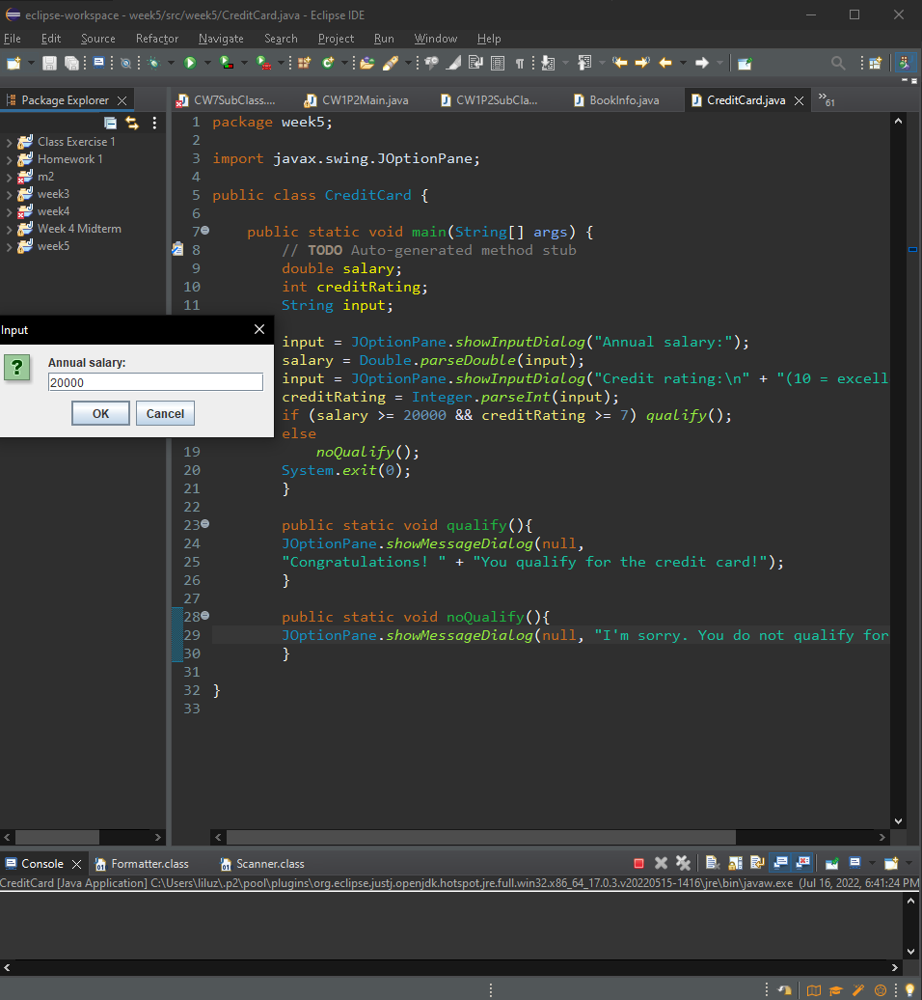 eclipse-workspace - week5/src/week5/CreditCard.java - Eclipse IDE
File Edit Source Refactor Navigate Search Project Run Window Help
Package Explorer
CW7SubClass.... CW1P2Main.java CW1P2SubCla... BookInfo.java CreditCard.java 61
Class Exercise 1
Homework 1
m2
week3
week4
Week 4 Midterm
week5
1 package week5;
2
3 import javax.swing.JOptionPane;
4
5 public class CreditCard {
6
7 public static void main(String[] args) {
8 // TODO Auto-generated method stub
9 double salary;
10 int creditRating;
11 String input;
input = JOptionPane.showInputDialog("Annual salary:");
salary = Double.parseDouble(input);
input = JOptionPane.showInputDialog("Credit rating:\n" + "(10 = excell
creditRating = Integer.parseInt(input);
if (salary >= 20000 && creditRating >= 7) qualify();
else
19 noQualify();
20 System.exit(0);
21 }
22
23 public static void qualify(){
24 JOptionPane.showMessageDialog(null,
25 "Congratulations! " + "You qualify for the credit card!");
26 }
27
28 public static void noQualify(){
29 JOptionPane.showMessageDialog(null, "I'm sorry. You do not qualify for
30 }
31
32 }
33
Input
?
Annual salary:
20000
OK Cancel
Console Formatter.class Scanner.class
CreditCard [Java Application] C:\Users\liluz\.p2\pool\plugins\org.eclipse.justj.openjdk.hotspot.jre.full.win32.x86_64_17.0.3.v20220515-1416\jre\bin\javaw.exe (Jul 16, 2022, 6:41:24 PM